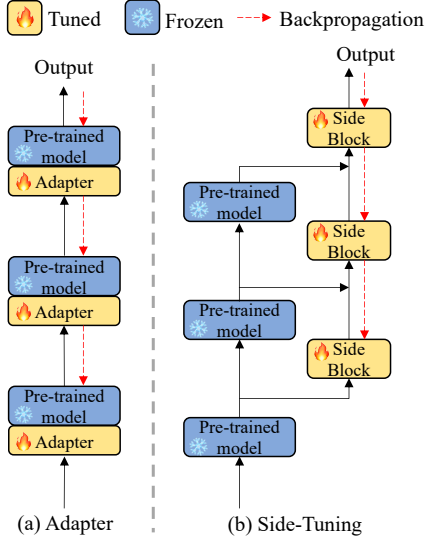 Tuned Frozen Backpropagation
Output
Pre-trained
model
Adapter
Pre-trained
model
Adapter
Pre-trained
model
Adapter
(a) Adapter
Output
Side
Block
Pre-trained
model
Side
Block
Pre-trained
model
Side
Block
Pre-trained
model
(b) Side-Tuning